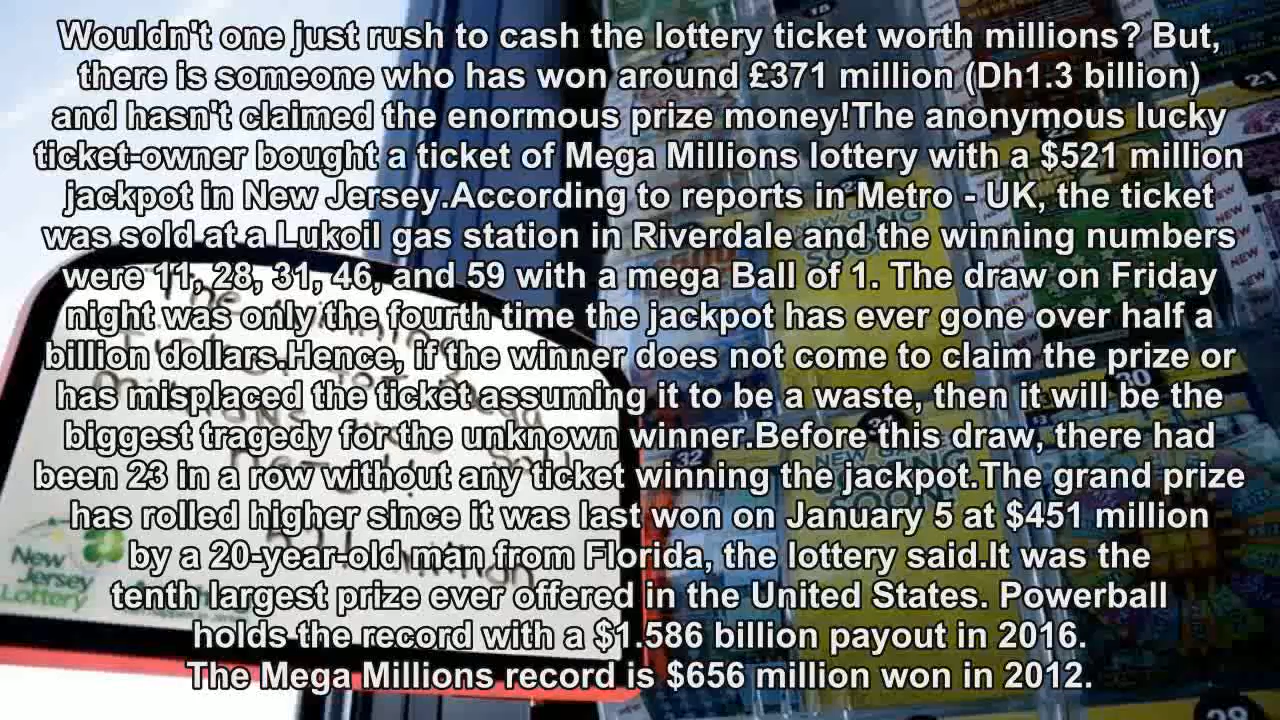 Wouldn't one just rush to cash the lottery ticket worth millions? But,
there is someone who has won around £371 million (Dh1.3 billion)
and hasn't claimed the enormous prize money!The anonymous lucky
ticket-owner bought a ticket of Mega Millions lottery with a $521 million
jackpot in New Jersey.According to reports in Metro - UK, the ticket
was sold at a Lukoil gas station in Riverdale and the winning numbers
were 11, 28, 31, 46, and 59 with a mega Ball of 1. The draw on Friday
night was only the fourth time the jackpot has ever gone over half a
billion dollars.Hence, if the winner does not come to claim the prize or
has misplaced the ticket assuming it to be a waste, then it will be the
biggest tragedy for the unknown winner.Before this draw, there had
been 23 in a row without any ticket winning the jackpot.The grand prize
has rolled higher since it was last won on January 5 at $451 million
by a 20-year-old man from Florida, the lottery said.It was the
tenth largest prize ever offered in the United States. Powerball
holds the record with a $1.586 billion payout in 2016.
The Mega Millions record is $656 million won in 2012.
New
Jersey
Lottery
NEW GAME
COMING
SOON
21
30
32